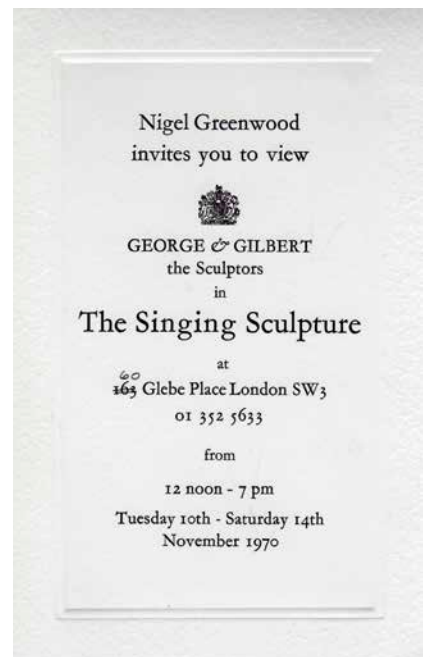 Nigel Greenwood
invites you to view
GEORGE & GILBERT
the Sculptors
in
The Singing Sculpture
at
60
163 Glebe Place London SW3
01 352 5633
from
12 noon - 7 pm
Tuesday 10th - Saturday 14th
November 1970